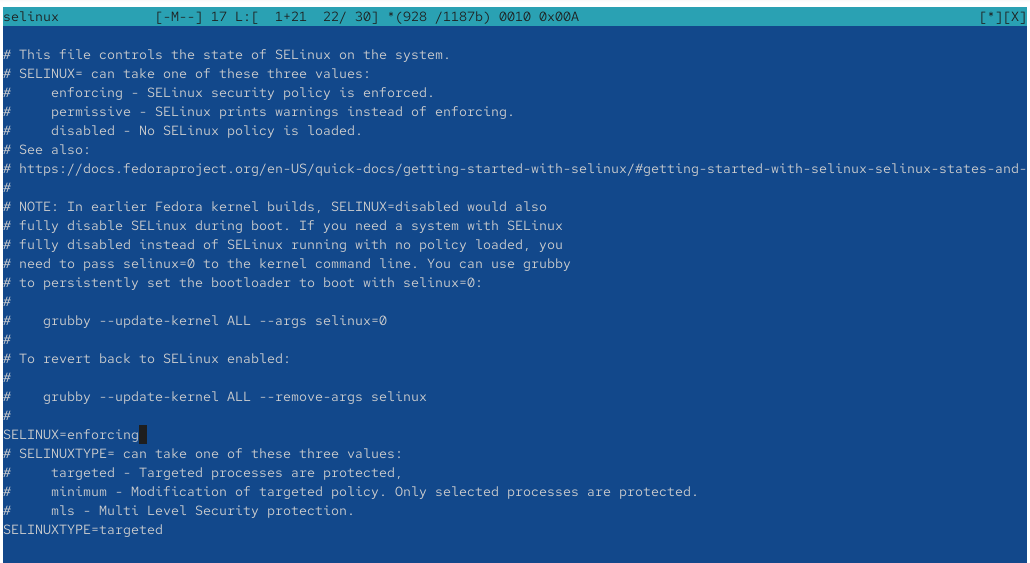 selinux            [-M--] 17 L:[  1+21  22/ 30] *(928 /1187b) 0010 0x00A                                                  [*][X]
# This file controls the state of SELinux on the system.
# SELINUX= can take one of these three values:
#     enforcing - SELinux security policy is enforced.
#     permissive - SELinux prints warnings instead of enforcing.
#     disabled - No SELinux policy is loaded.
# See also:
# https://docs.fedoraproject.org/en-US/quick-docs/getting-started-with-selinux/#getting-started-with-selinux-selinux-states-and-
#
# NOTE: In earlier Fedora kernel builds, SELINUX=disabled would also
# fully disable SELinux during boot. If you need a system with SELinux
# fully disabled instead of SELinux running with no policy loaded, you
# need to pass selinux=0 to the kernel command line. You can use grubby
# to persistently set the bootloader to boot with selinux=0:
#
#    grubby --update-kernel ALL --args selinux=0
#
# To revert back to SELinux enabled:
#
#    grubby --update-kernel ALL --remove-args selinux
#
SELINUX=enforcing
# SELINUXTYPE= can take one of these three values:
#     targeted - Targeted processes are protected,
#     minimum - Modification of targeted policy. Only selected processes are protected.
#     mls - Multi Level Security protection.
SELINUXTYPE=targeted